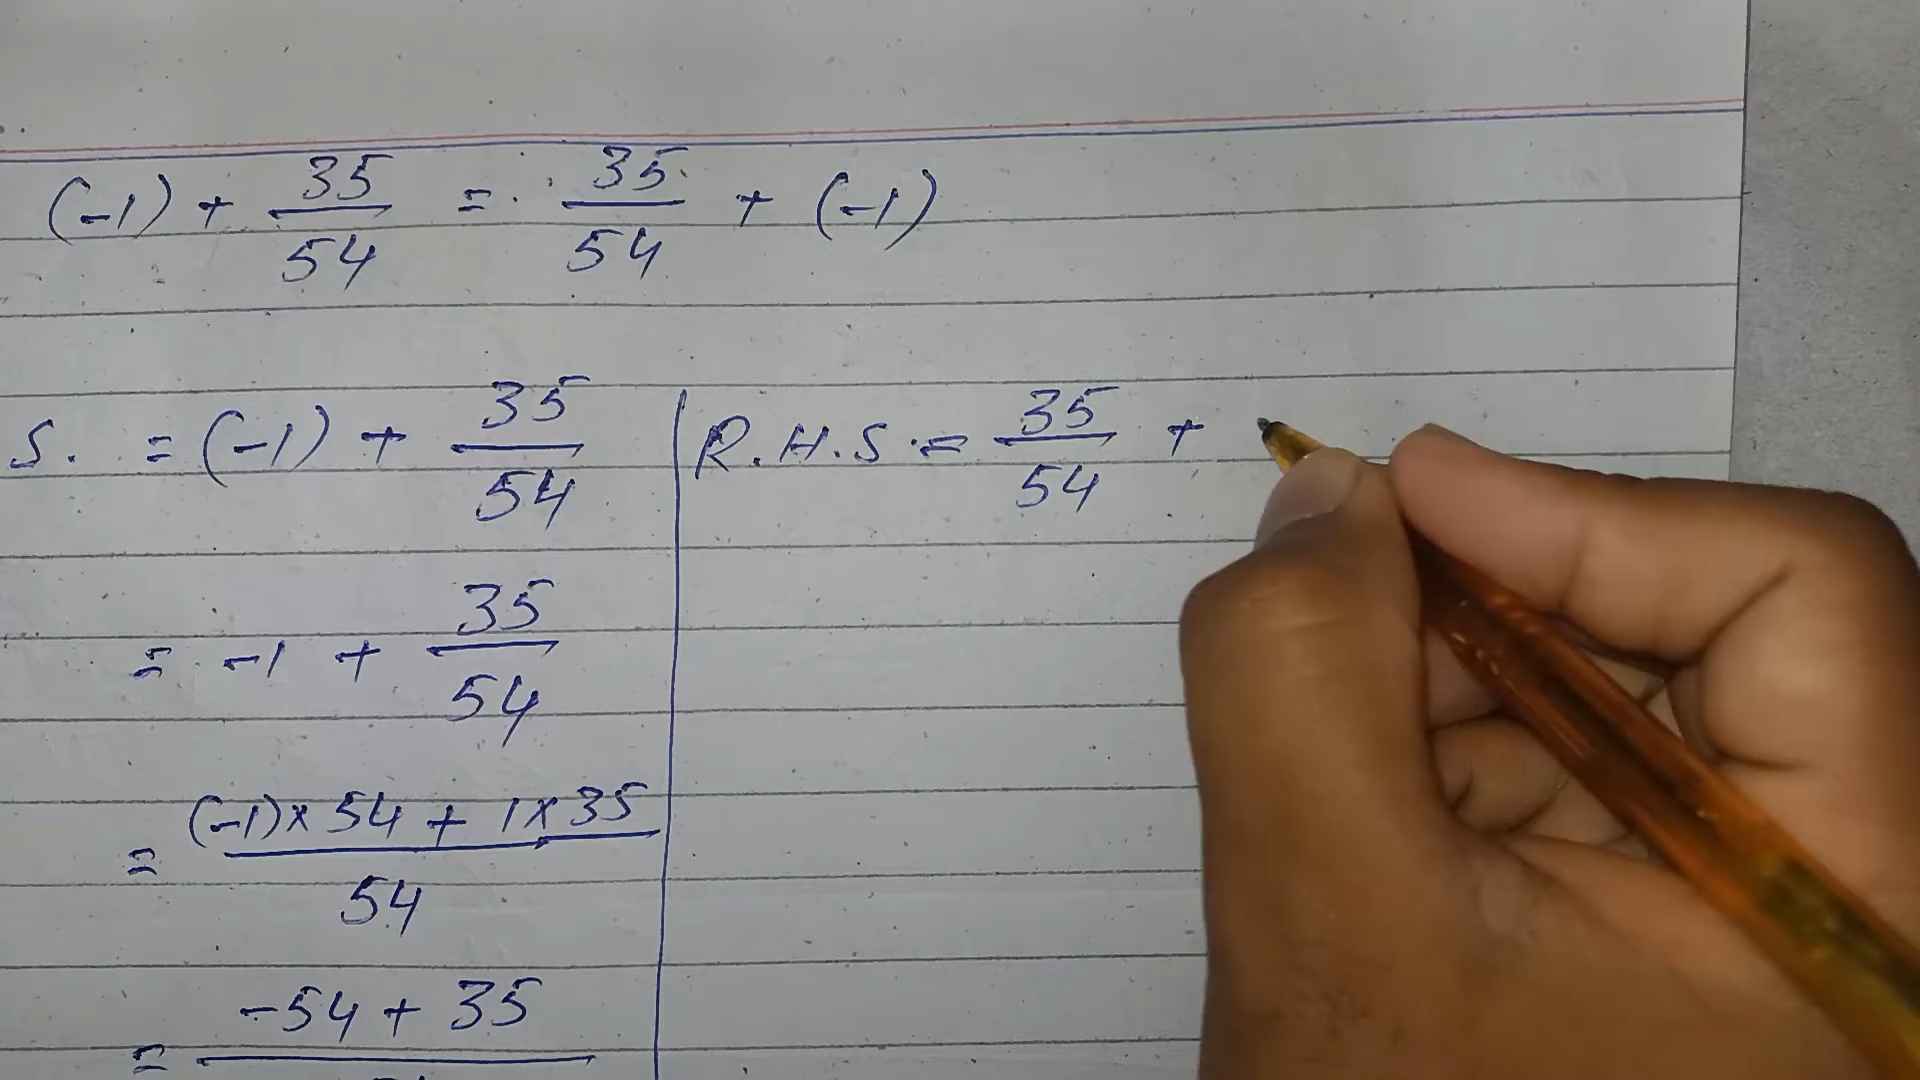 (-1) + 35/54 = 35/54 + (-1)
S. = (-1) + 35/54
= -1 + 35/54
= (-1)×54 + 1×35 / 54
= -54 + 35
R.H.S = 35/54 +